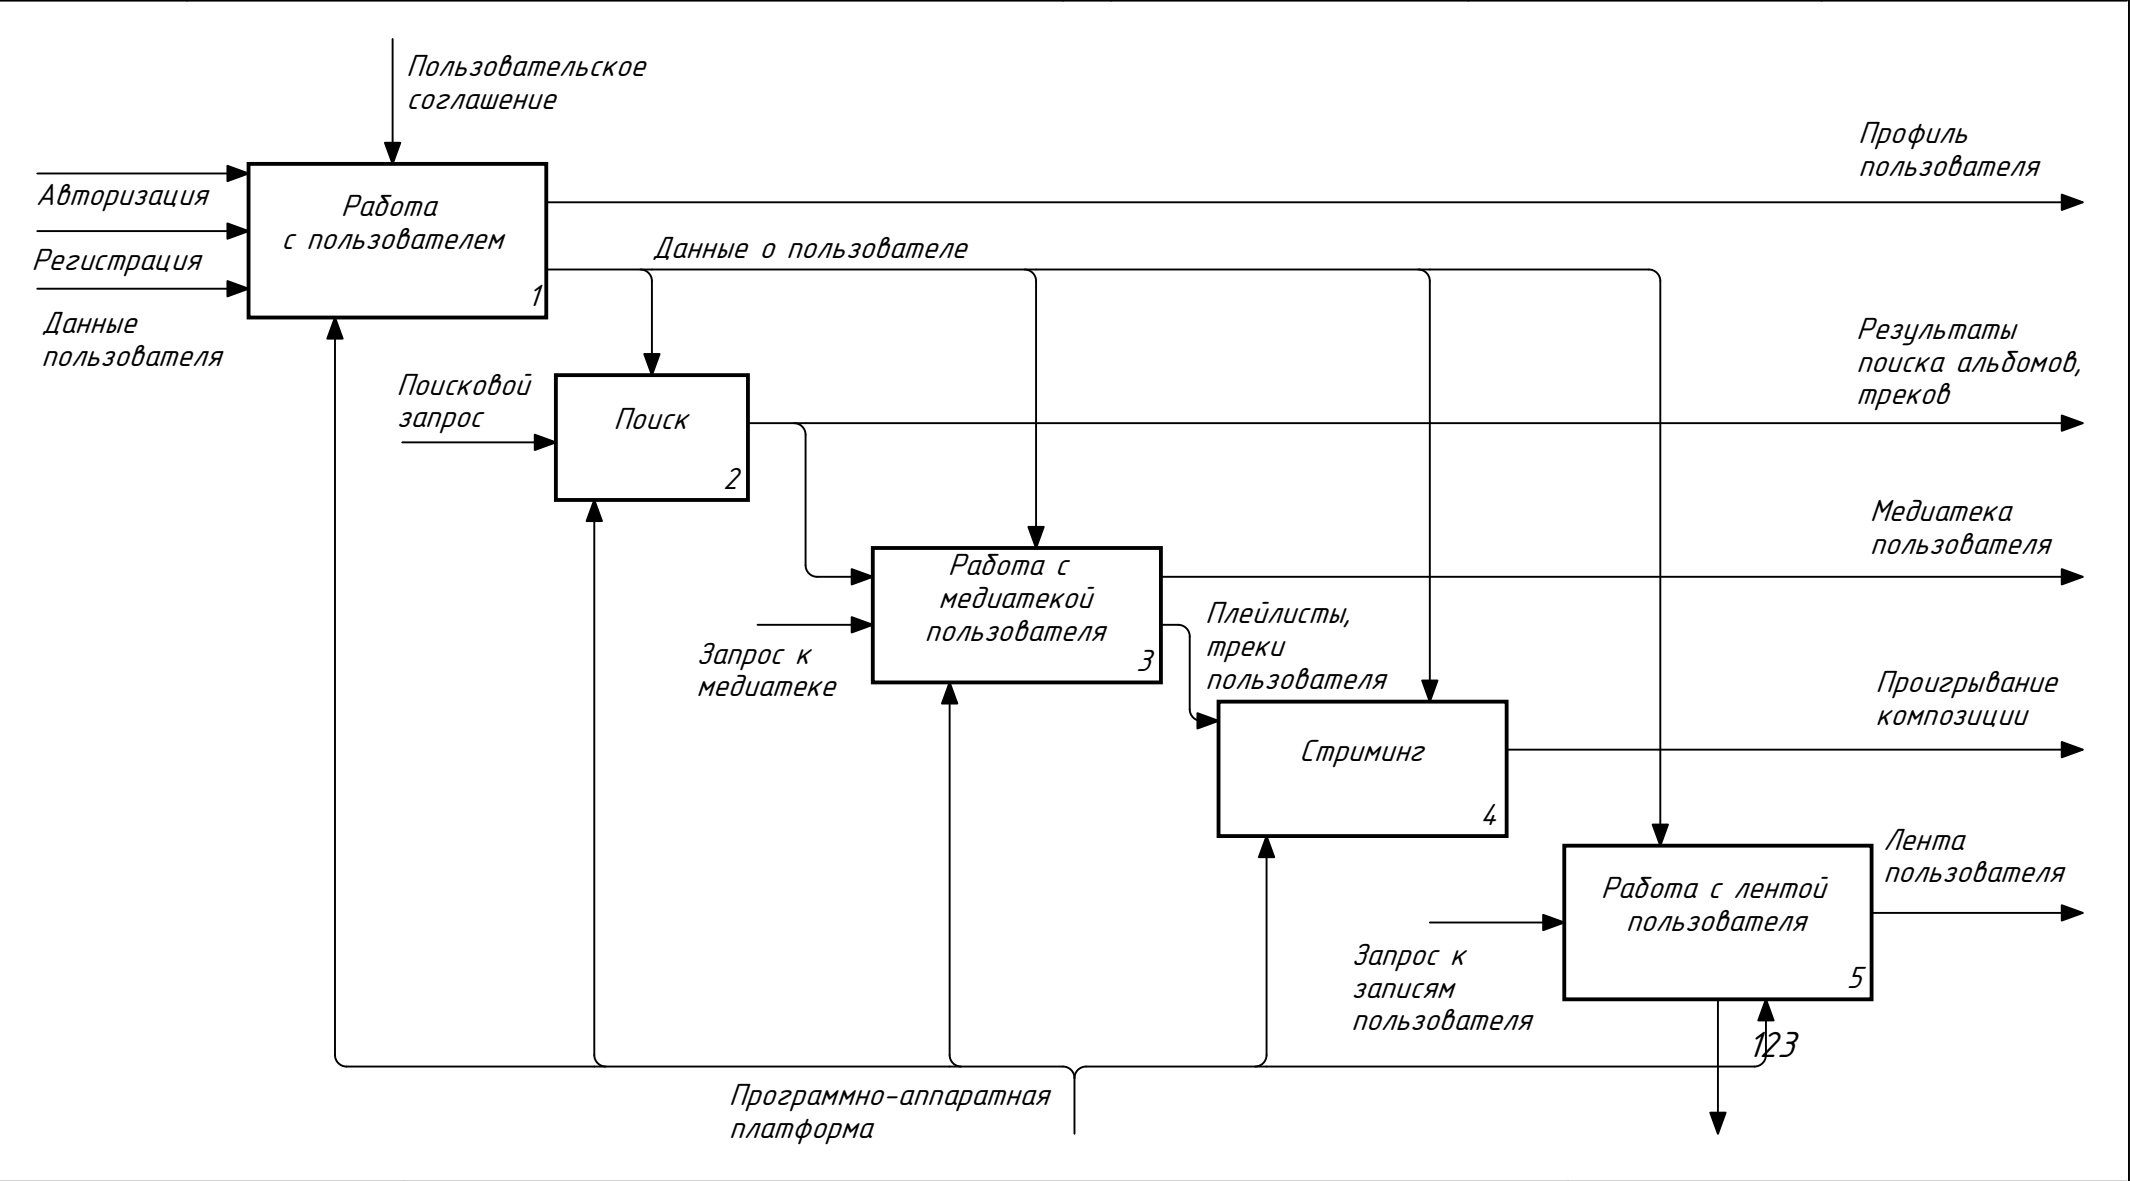 Пользовательское
соглашение
Авторизация
Регистрация
Данные
пользователя
Работа
с пользователем
1
Профиль
пользователя
Данные о пользователе
Поисковой
запрос
Поиск
2
Результаты
поиска альбомов,
треков
Работа с
медиатекой
пользователя
3
Запрос к
медиатеке
Медиатека
пользователя
Плейлисты,
треки
пользователя
Стриминг
4
Проигрывание
композиции
Работа с лентой
пользователя
5
Лента
пользователя
Запрос к
записям
пользователя
123
Программно-аппаратная
платформа